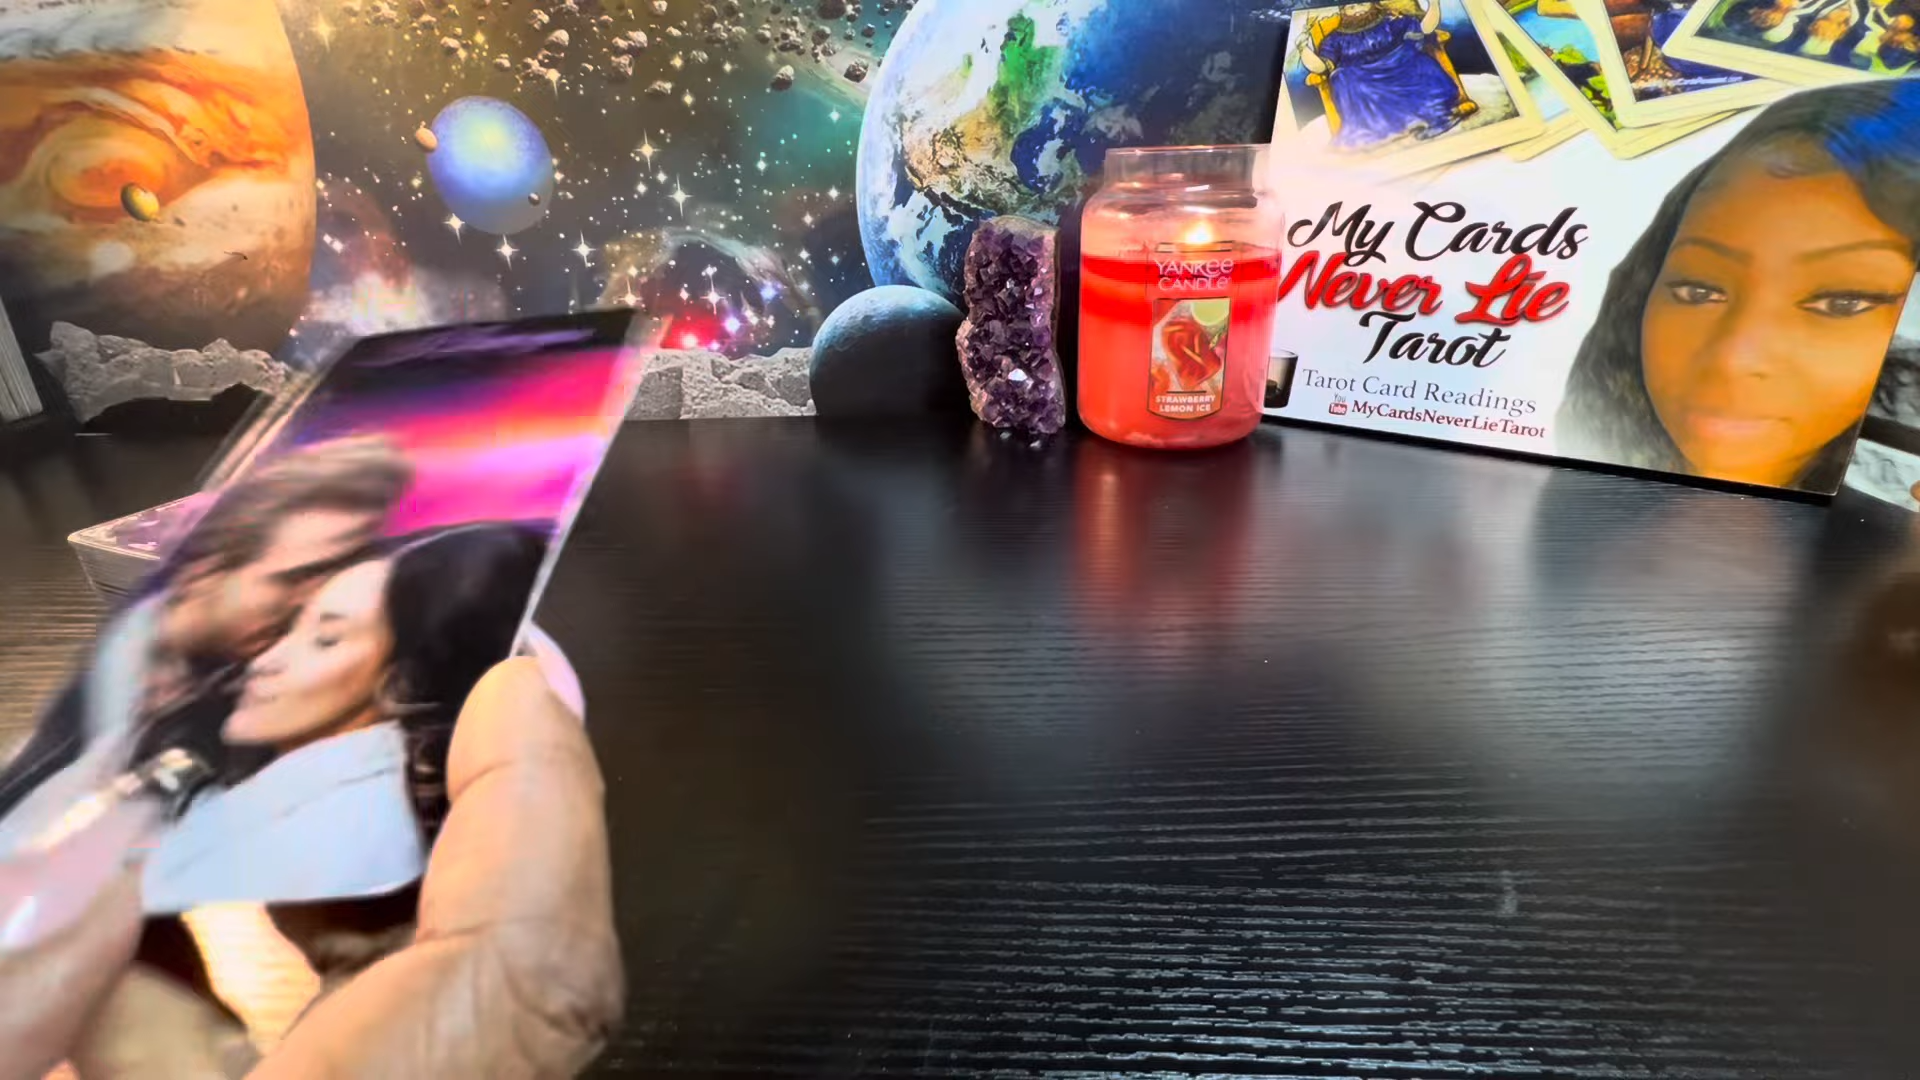 YANKEE
CANDLE
STRAWBERRY
LEMON ICE
My Cards
Never Lie
Tarot
Tarot Card Readings
You
Tube MyCardsNeverLieTarot